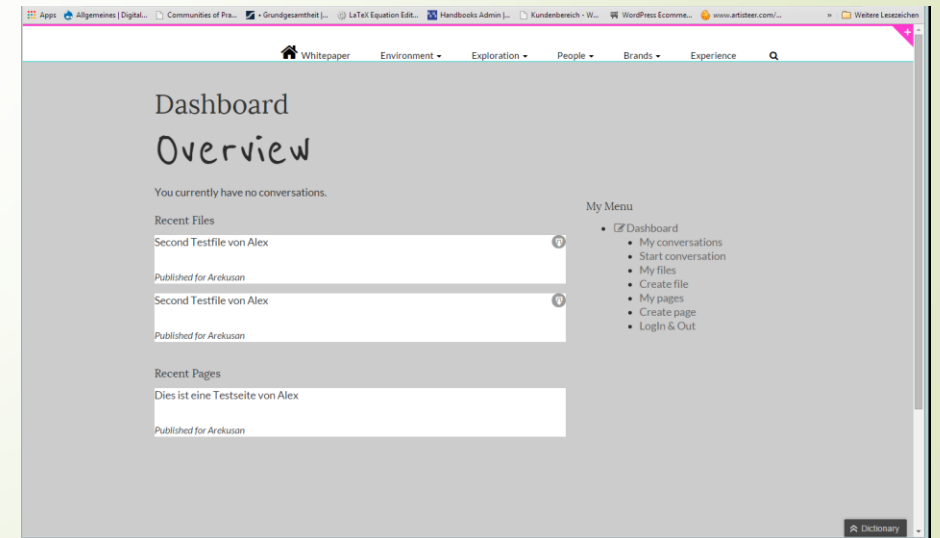 Apps Allgemeines | Digital... Communities of Pra... • Grundgesamtheit |... LaTeX Equation Edit... Handbooks Admin |... Kundenbereich - W... WordPress Ecomme... www.artisteer.com/... » Weitere Lesezeichen
+
Whitepaper Environment Exploration People Brands Experience
Dashboard
Overview
You currently have no conversations.
Recent Files
Second Testfile von Alex
Published for Arekusan
Second Testfile von Alex
Published for Arekusan
Recent Pages
Dies ist eine Testseite von Alex
Published for Arekusan
My Menu
• Dashboard
• My conversations
• Start conversation
• My files
• Create file
• My pages
• Create page
• LogIn & Out
Dictionary